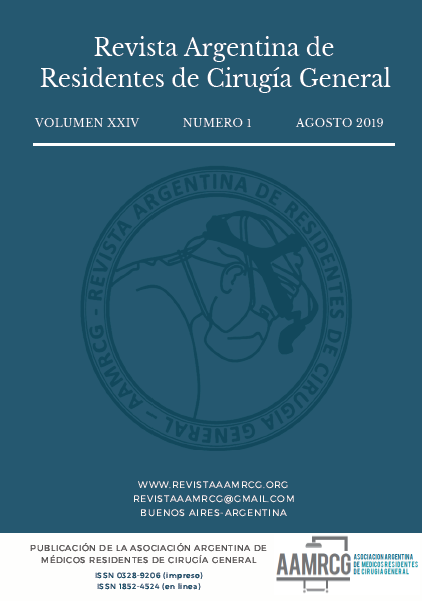 Revista Argentina de
Residentes de Cirugía General
VOLUMEN XXIV NUMERO 1 AGOSTO 2019
AAMRCG - REVISTA ARGENTINA DE RESIDENTES DE CIRUGÍA GENERAL -
WWW.REVISTAAAMRCG.ORG
REVISTAAAMRCG@GMAIL.COM
BUENOS AIRES-ARGENTINA
PUBLICACIÓN DE LA ASOCIACIÓN ARGENTINA DE
MÉDICOS RESIDENTES DE CIRUGÍA GENERAL
ISSN 0328-9206 (impreso)
ISSN 1852-4524 (en linea)
AAMRCG
ASOCIACION ARGENTINA
DE MEDICOS RESIDENTES
DE CIRUGIA GENERAL